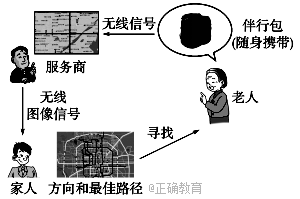 无线信号
伴行包
(随身携带)
服务商
无线
图像信号
老人
寻找
家人
方向和最佳路径
@正确教育